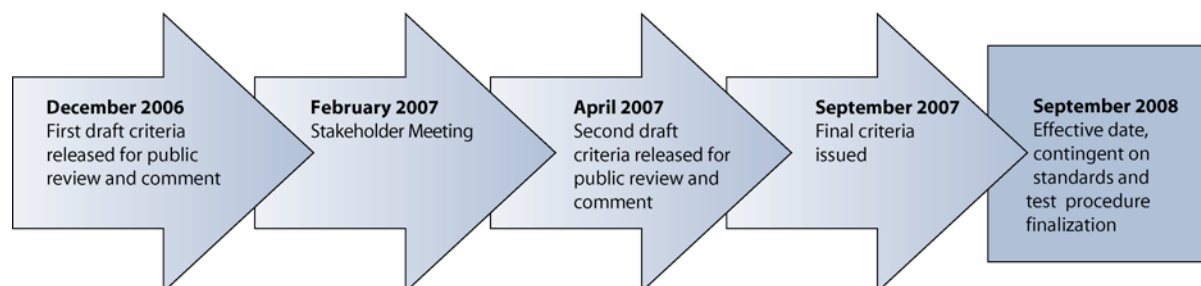 December 2006
First draft criteria
released for public
review and comment
February 2007
Stakeholder Meeting
April 2007
Second draft
criteria released for
public review and
comment
September 2007
Final criteria
issued
September 2008
Effective date,
contingent on
standards and
test procedure
finalization